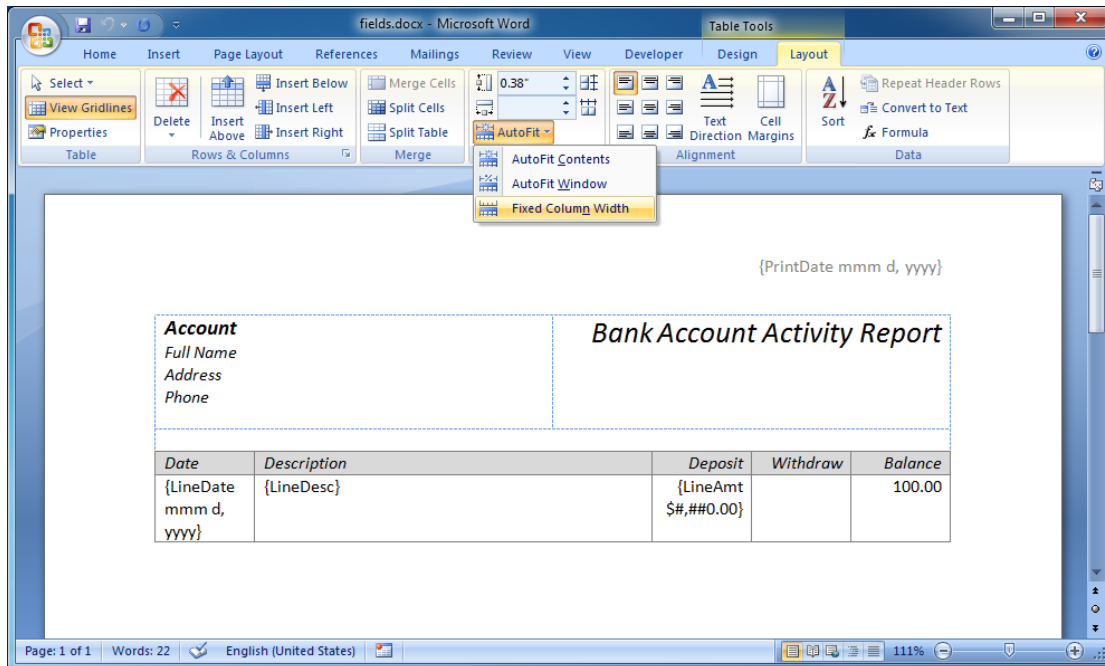 fields.docx - Microsoft Word
Table Tools
Home Insert Page Layout References Mailings Review View Developer Design Layout
Select
View Gridlines
Properties
Table
Delete
Insert Above
Insert Below
Insert Left
Insert Right
Rows & Columns
Merge Cells
Split Cells
Split Table
Merge
0.38"
AutoFit
AutoFit Contents
AutoFit Window
Fixed Column Width
Text Direction
Cell Margins
Alignment
Sort
Repeat Header Rows
Convert to Text
fx Formula
Data
{PrintDate mmm d, yyyy}
Account
Full Name
Address
Phone
Bank Account Activity Report
Date Description Deposit Withdraw Balance
{LineDate mmm d, yyyy} {LineDesc} {LineAmt $#,##0.00} 100.00
Page: 1 of 1 Words: 22 English (United States) 111%